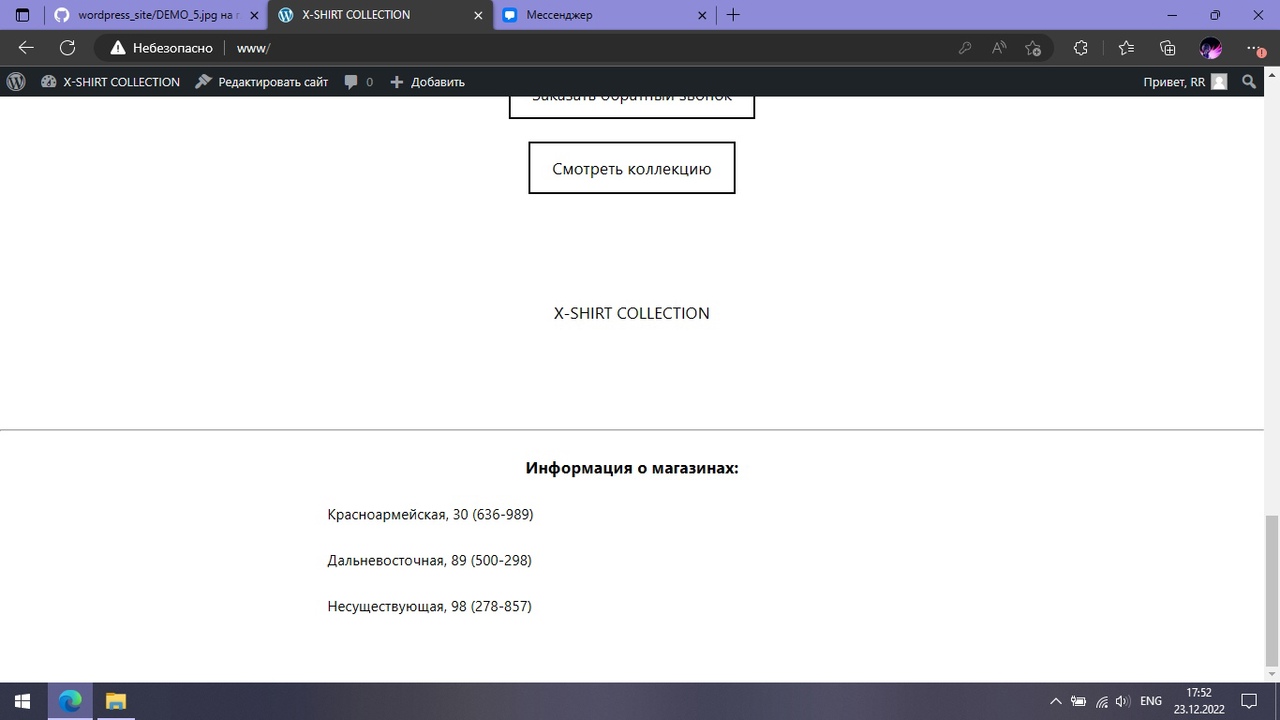 wordpress_site/DEMO_5.jpg на г
X-SHIRT COLLECTION
Мессенджер
Небезопасно
www/
X-SHIRT COLLECTION
Редактировать сайт
0
Добавить
Привет, RR
Заказать обратный звонок
Смотреть коллекцию
X-SHIRT COLLECTION
Информация о магазинах:
Красноармейская, 30 (636-989)
Дальневосточная, 89 (500-298)
Несуществующая, 98 (278-857)
ENG
17:52
23.12.2022